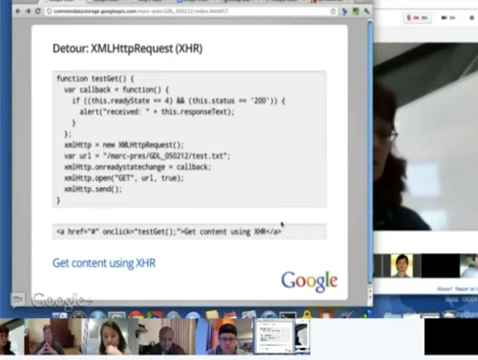 commondatastorage.googleapis.com/marc-pres/GDL_050212/index.html#17
Detour: XMLHttpRequest (XHR)
function testGet() {
var callback = function() {
if ((this.readyState == 4) && (this.status == '200')) {
alert("received: " + this.responseText);
}
};
xmlHttp = new XMLHttpRequest();
var url = "/marc-pres/GDL_050212/test.txt";
xmlHttp.onreadystatechange = callback;
xmlHttp.open("GET", url, true);
xmlHttp.send();
}
<a href="#" onclick="testGet();">Get content using XHR</a>
Get content using XHR
Google
Google+